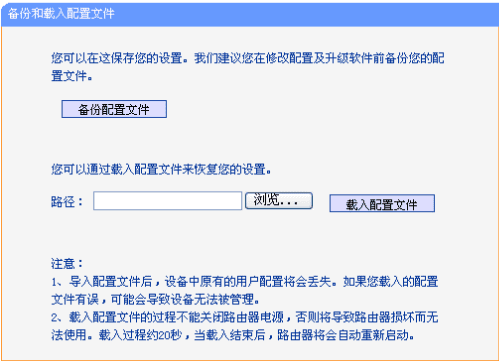 备份和载入配置文件
您可以在这保存您的设置。我们建议您在修改配置及升级软件前备份您的配
置文件。
备份配置文件
您可以通过载入配置文件来恢复您的设置。
路径： 浏览... 载入配置文件
注意：
1、导入配置文件后，设备中原有的用户配置将会丢失。如果您载入的配置
文件有误，可能会导致设备无法被管理。
2、载入配置文件的过程不能关闭路由器电源，否则将导致路由器损坏而无
法使用。载入过程约20秒，当载入结束后，路由器将会自动重新启动。